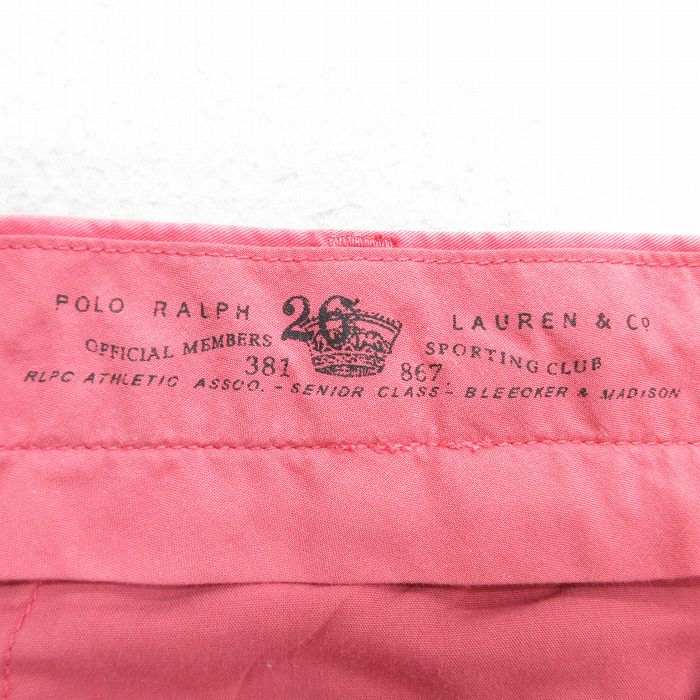 POLO RALPH 26 LAUREN & Co
OFFICIAL MEMBERS SPORTING CLUB
381 867
RLPC ATHLETIC ASSCO. - SENIOR CLASS - BLEECKER & MADISON